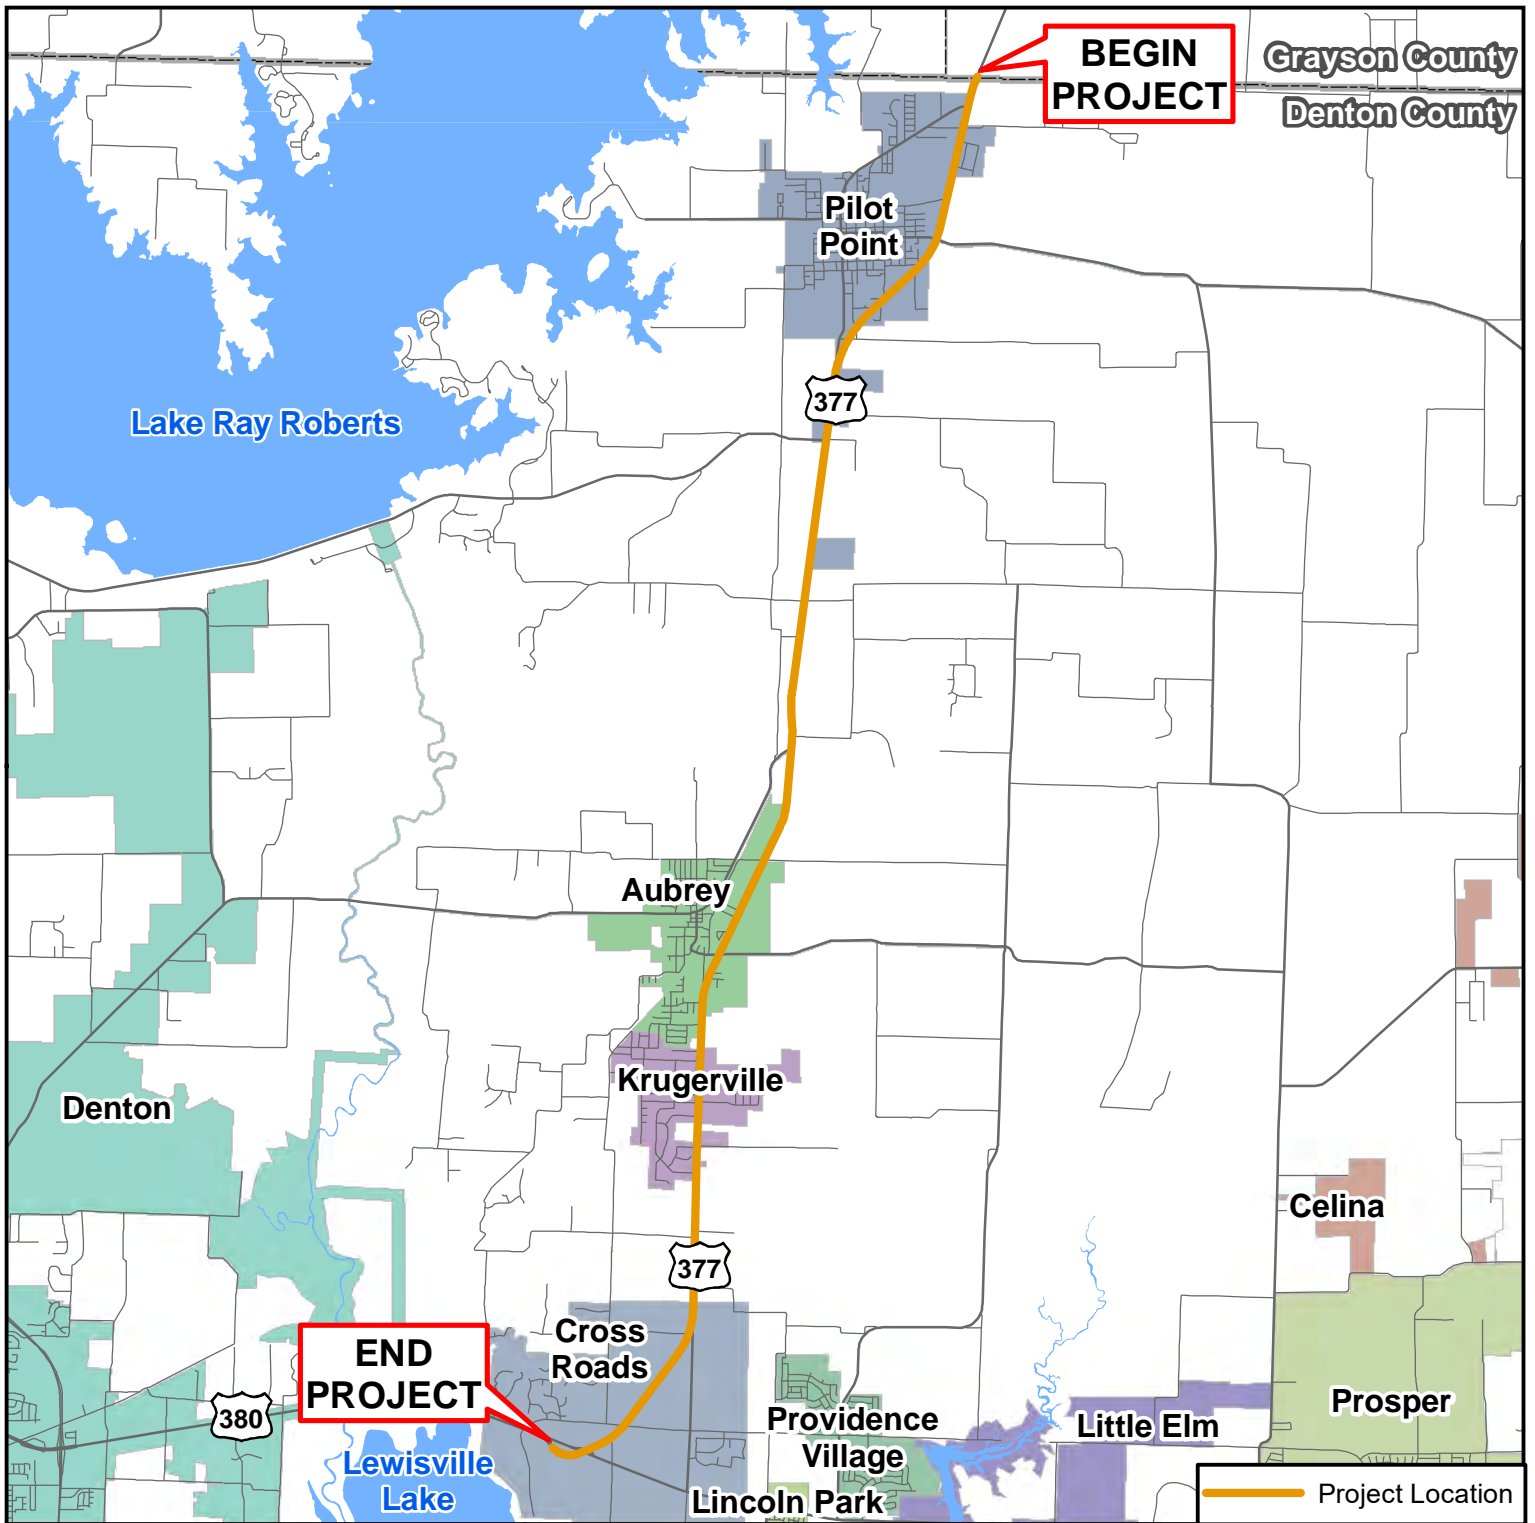 BEGIN
PROJECT
Grayson County
Denton County
Pilot
Point
377
Lake Ray Roberts
Aubrey
Krugerville
Denton
Celina
377
Cross
Roads
END
PROJECT
380
Providence
Village
Little Elm
Prosper
Lewisville
Lake
Lincoln Park
Project Location